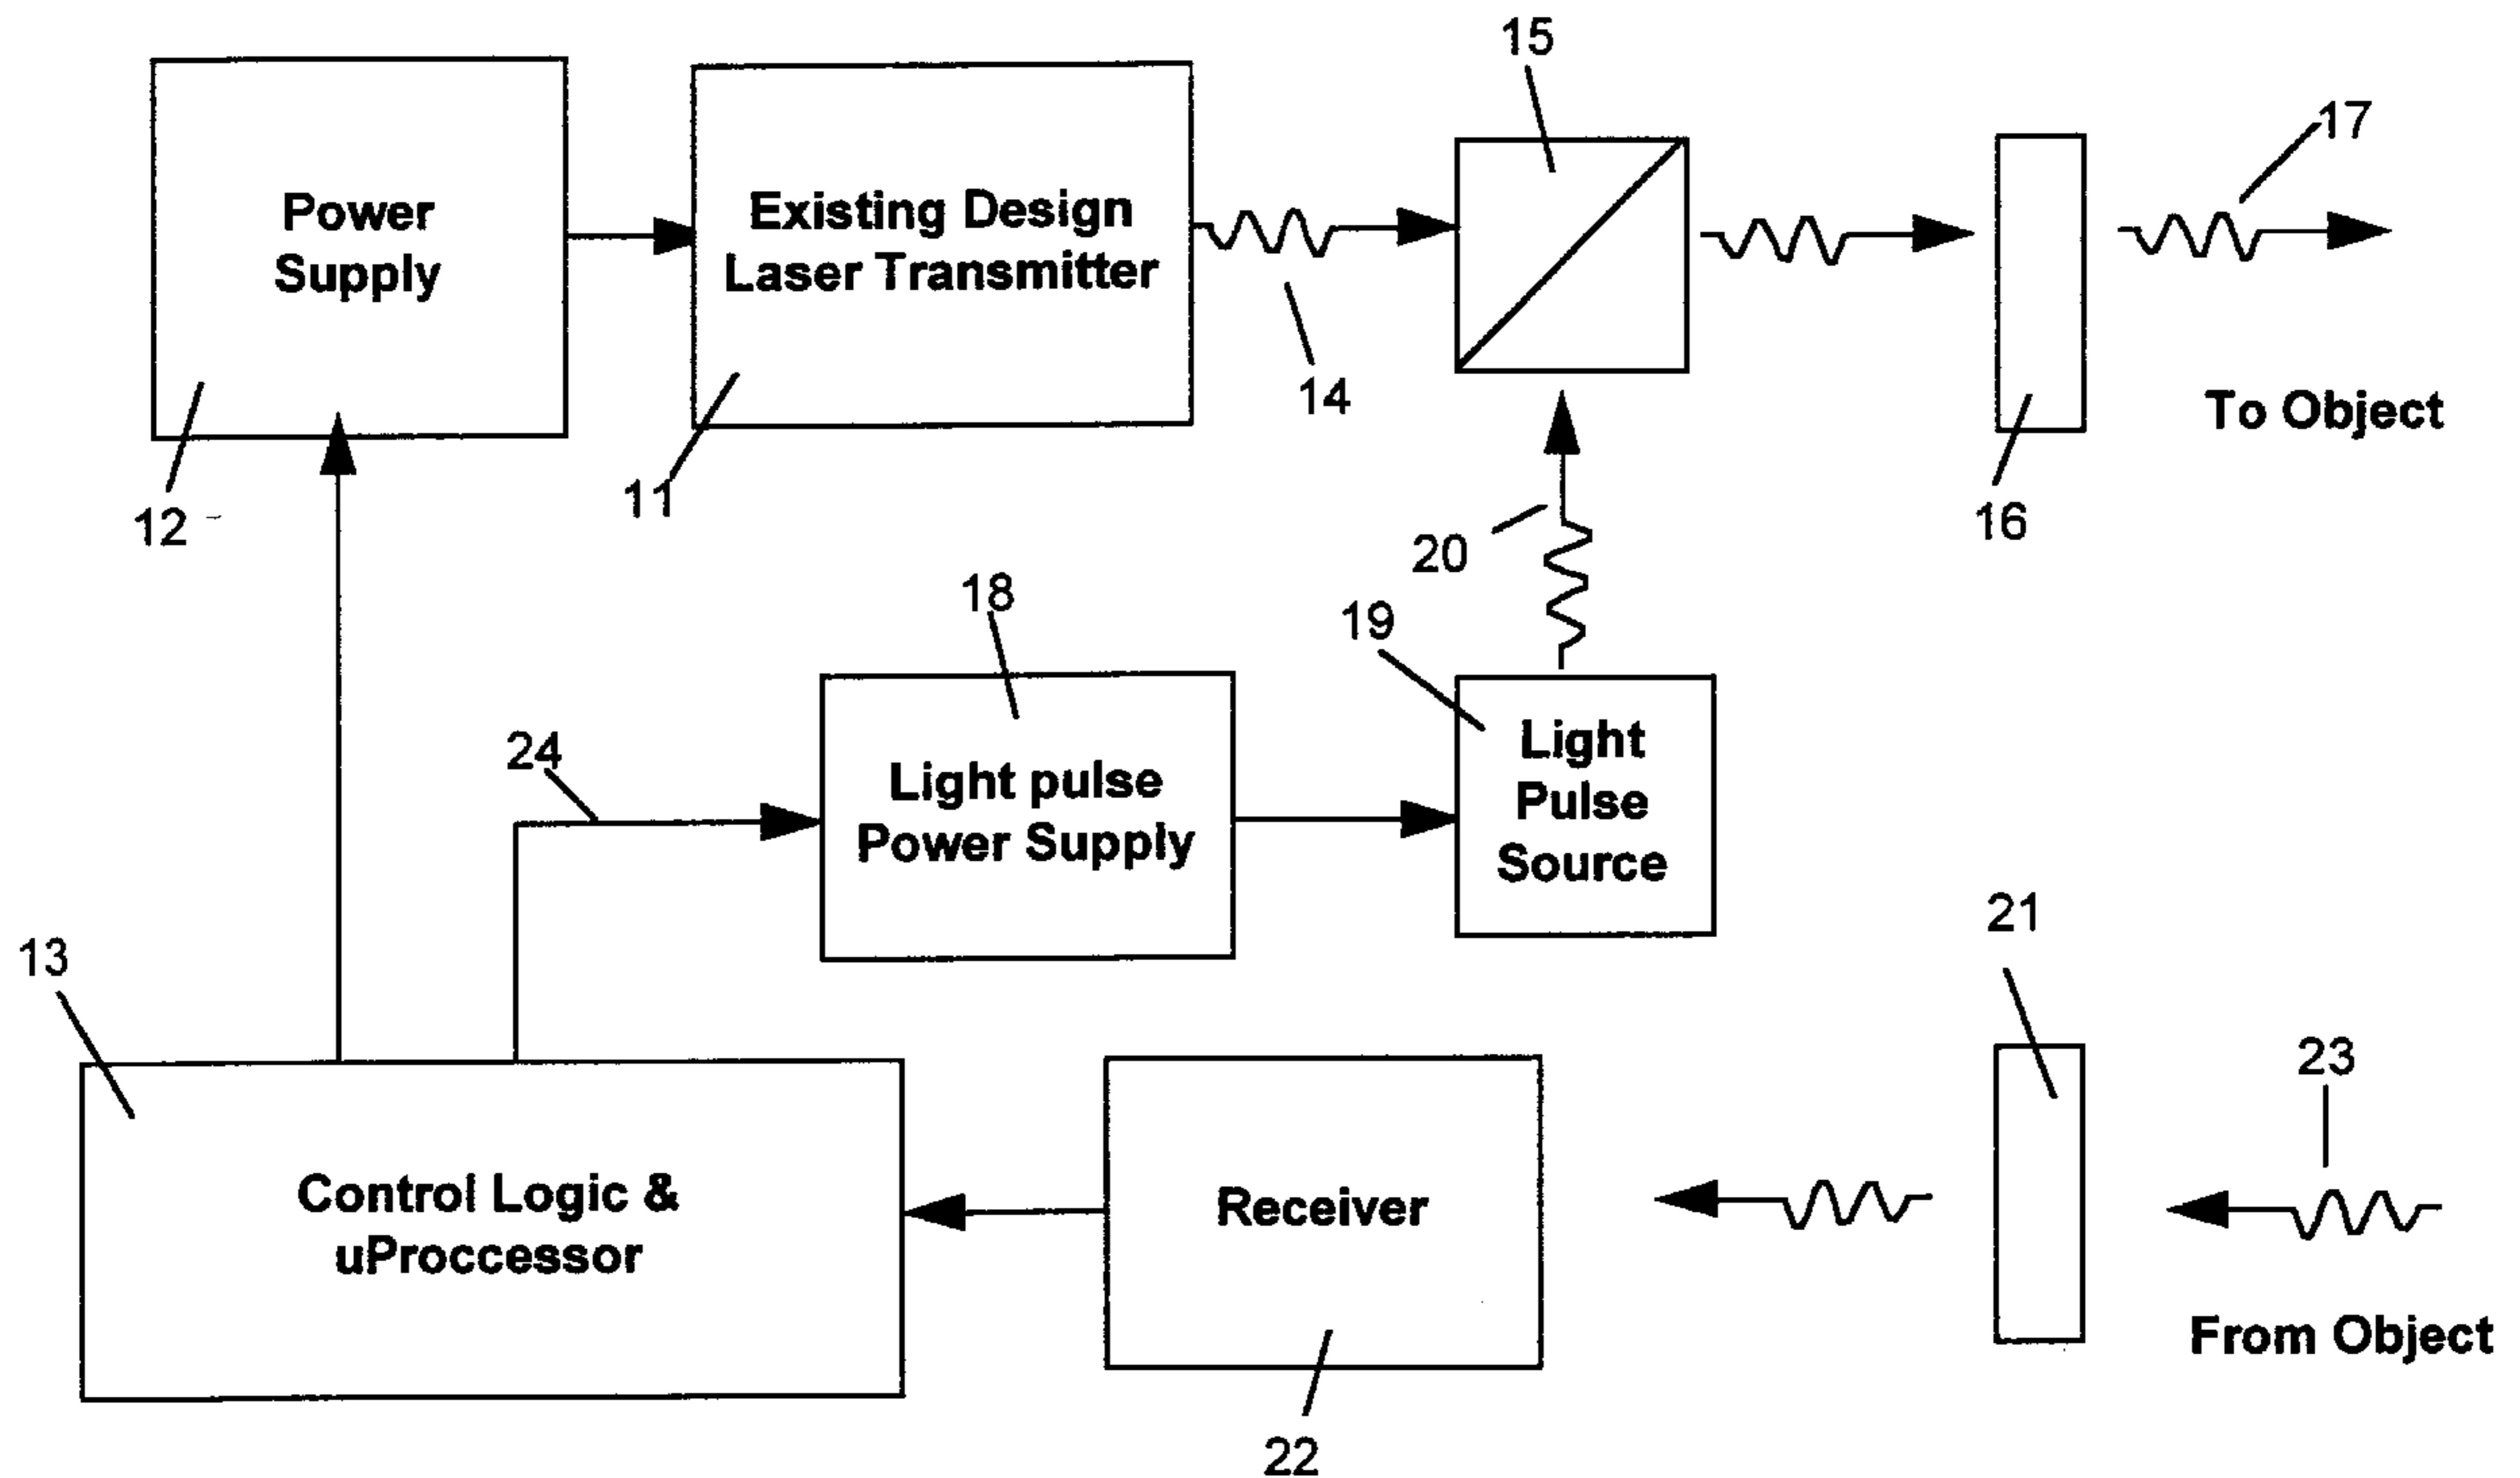 15
17
Power
Supply
Existing Design
Laser Transmitter
14
To Object
12
11
16
20
18
19
24
Light pulse
Power Supply
Light
Pulse
Source
21
13
23
Control Logic &
uProccessor
Receiver
From Object
22